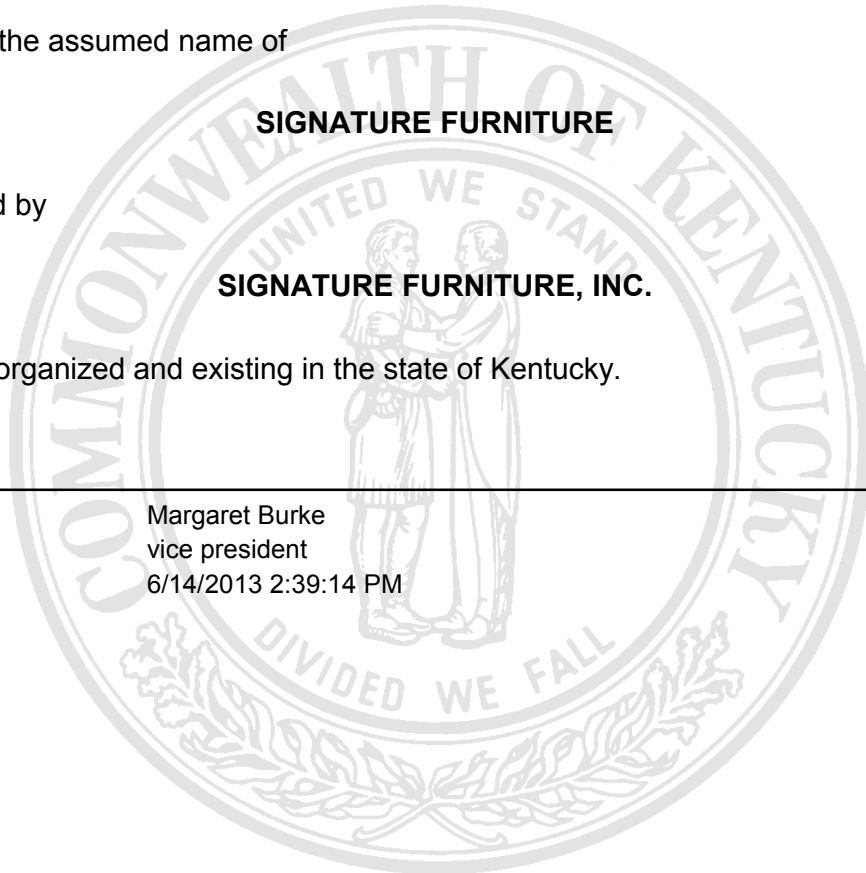 the assumed name of
SIGNATURE FURNITURE
d by
SIGNATURE FURNITURE, INC.
organized and existing in the state of Kentucky.
Margaret Burke
vice president
6/14/2013 2:39:14 PM
COMMONWEALTH OF KENTUCKY
UNITED WE STAND
DIVIDED WE FALL